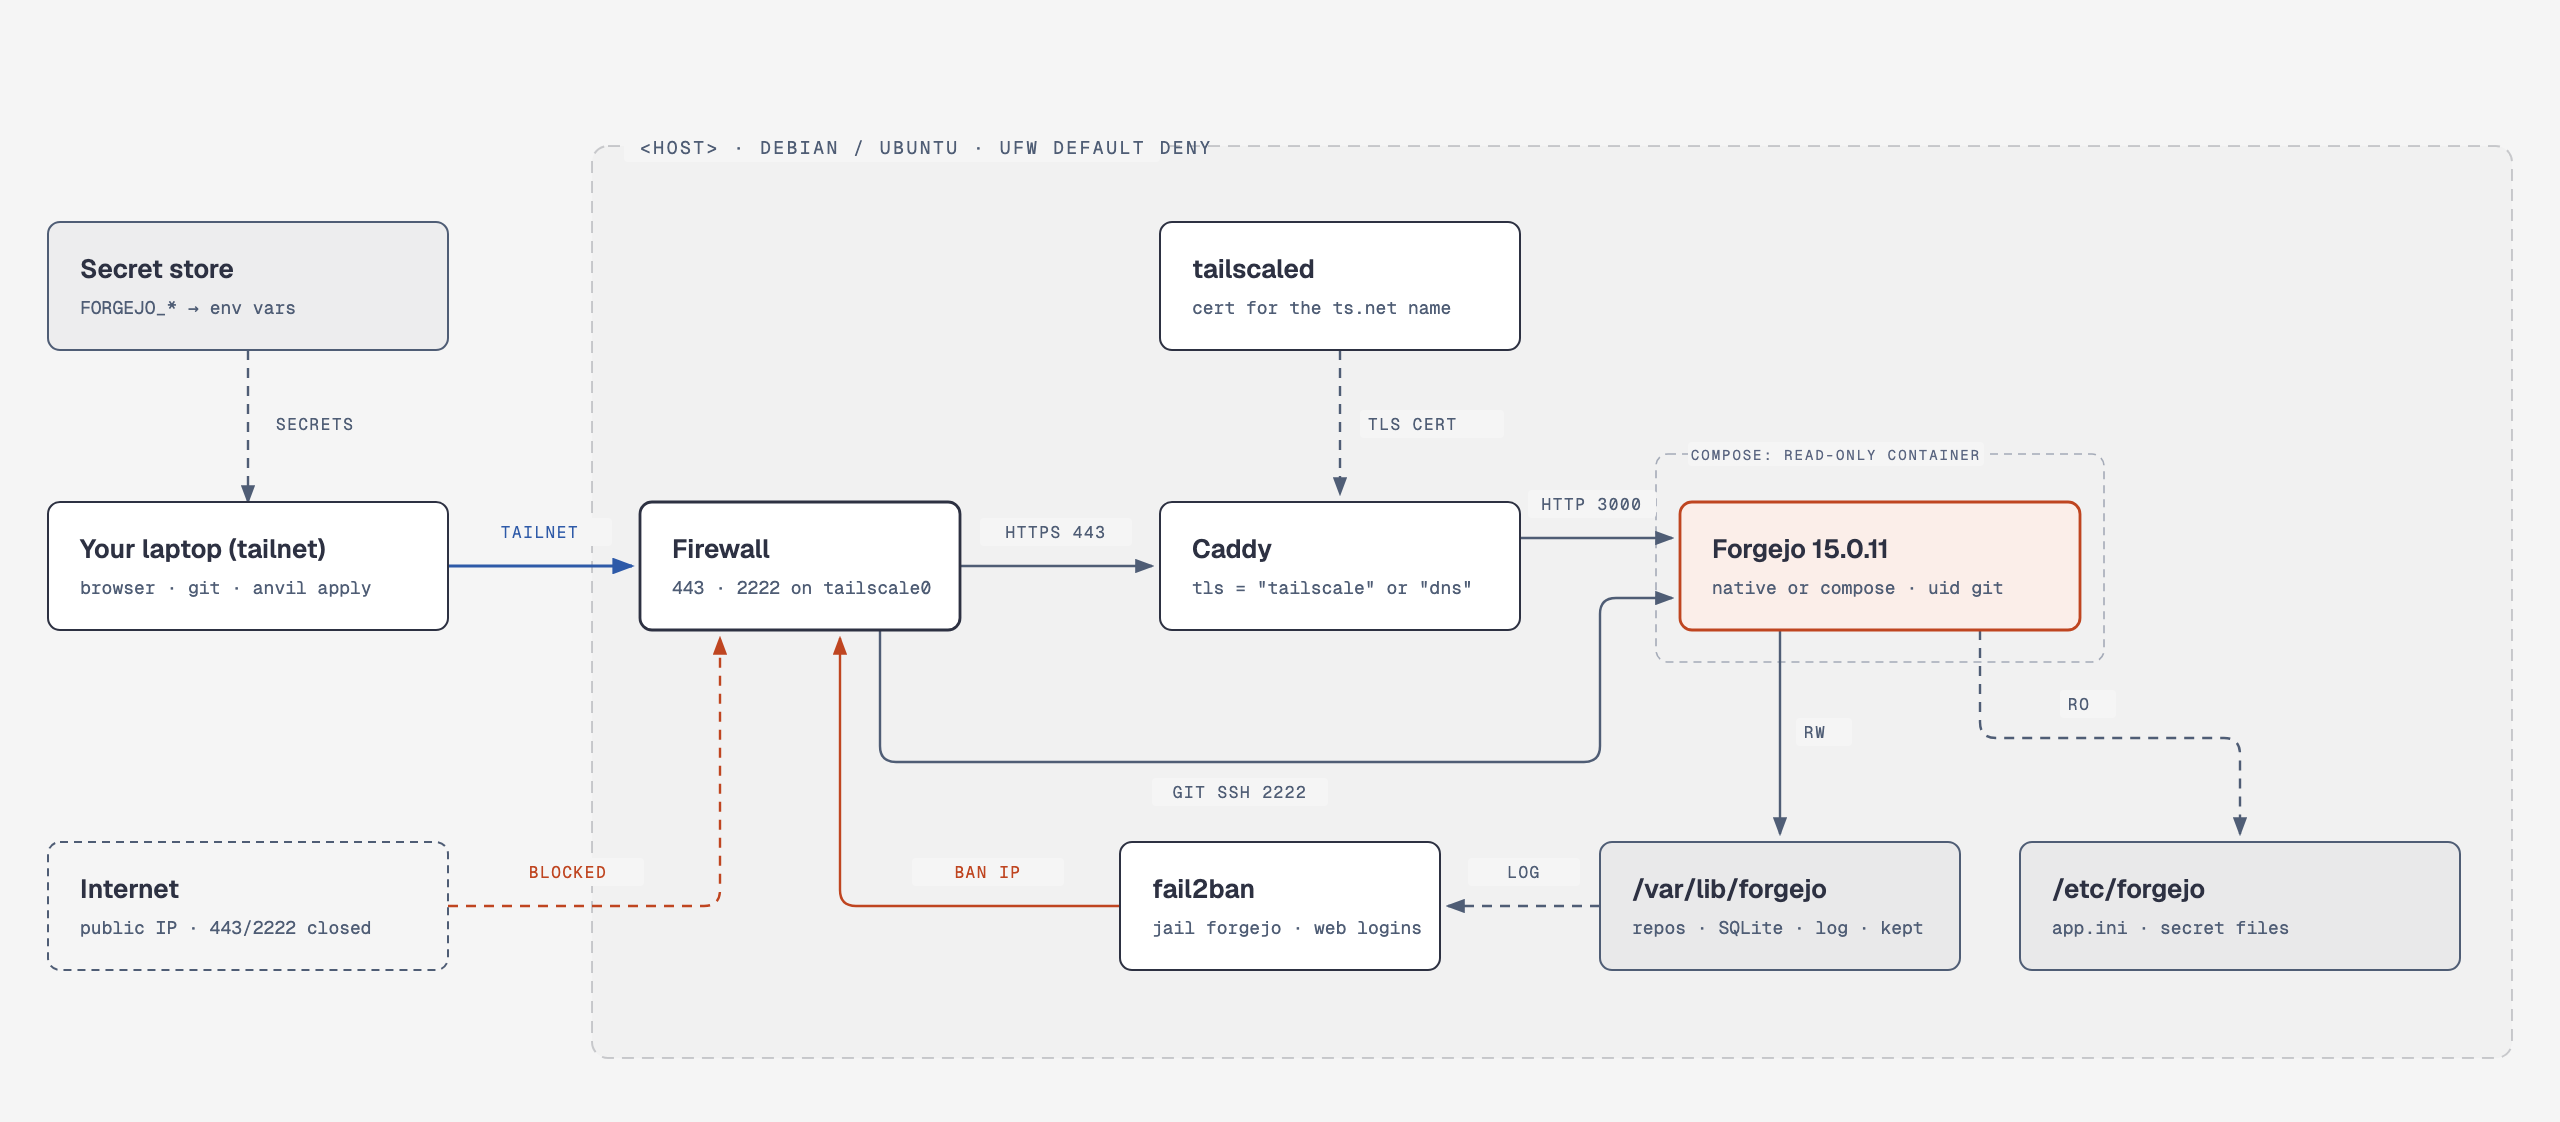 <HOST> · DEBIAN / UBUNTU · UFW DEFAULT DENY
Secret store
FORGEJO_* → env vars
tailscaled
cert for the ts.net name
SECRETS
TLS CERT
COMPOSE: READ-ONLY CONTAINER
Your laptop (tailnet)
browser · git · anvil apply
TAILNET
Firewall
443 · 2222 on tailscale0
HTTPS 443
Caddy
tls = "tailscale" or "dns"
HTTP 3000
Forgejo 15.0.11
native or compose · uid git
RO
RW
GIT SSH 2222
Internet
public IP · 443/2222 closed
BLOCKED
BAN IP
fail2ban
jail forgejo · web logins
LOG
/var/lib/forgejo
repos · SQLite · log · kept
/etc/forgejo
app.ini · secret files